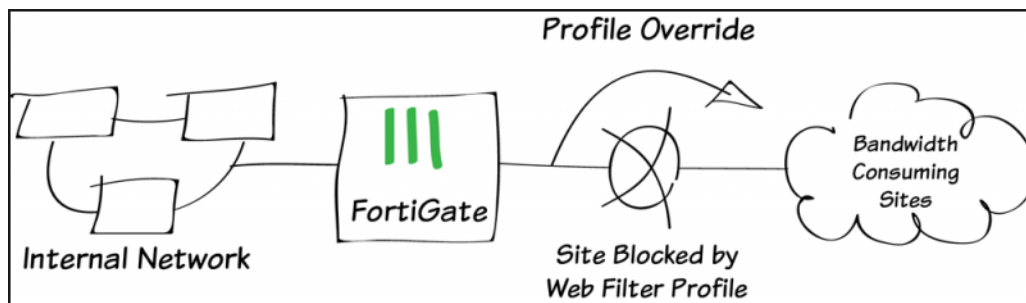 Profile Override
FortiGate
Bandwidth
Consuming
Sites
Internal Network
Site Blocked by
Web Filter Profile